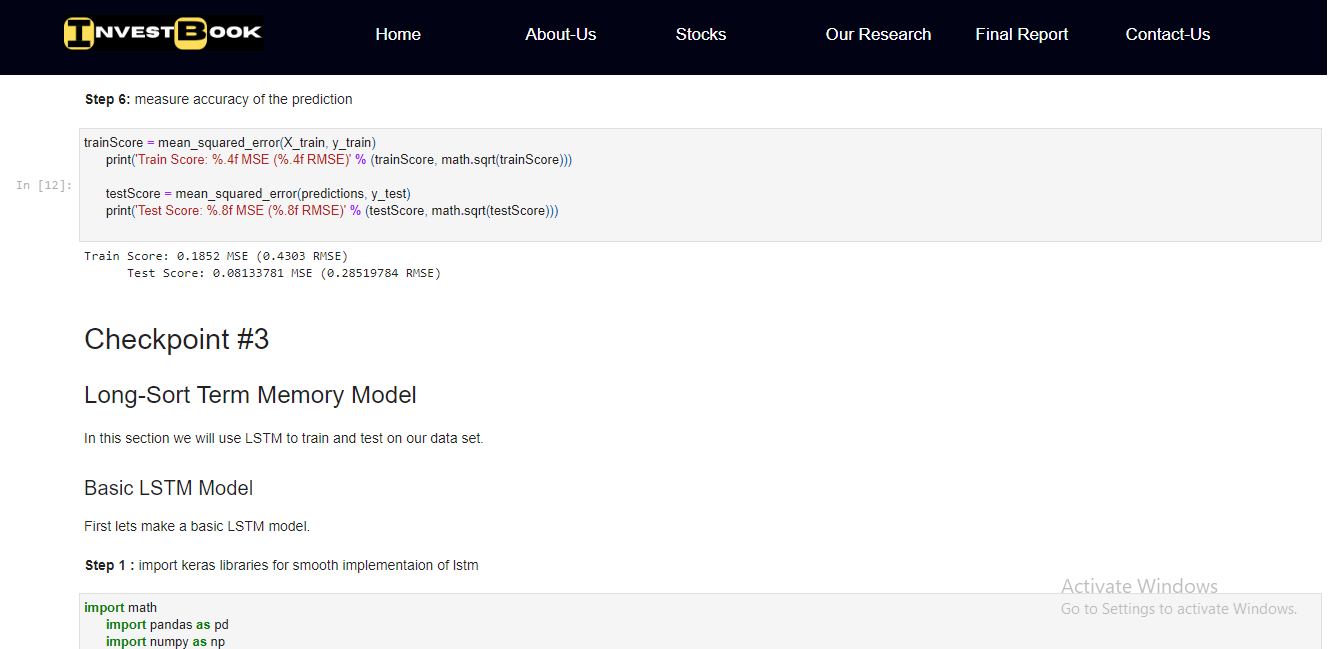 INVESTBOOK Home About-Us Stocks Our Research Final Report Contact-Us
Step 6: measure accuracy of the prediction
In [12]:
trainScore = mean_squared_error(X_train, y_train)
print('Train Score: %.4f MSE (%.4f RMSE)' % (trainScore, math.sqrt(trainScore)))
testScore = mean_squared_error(predictions, y_test)
print('Test Score: %.8f MSE (%.8f RMSE)' % (testScore, math.sqrt(testScore)))
Train Score: 0.1852 MSE (0.4303 RMSE)
Test Score: 0.08133781 MSE (0.28519784 RMSE)
Checkpoint #3
Long-Sort Term Memory Model
In this section we will use LSTM to train and test on our data set.
Basic LSTM Model
First lets make a basic LSTM model.
Step 1 : import keras libraries for smooth implementaion of lstm
import math
import pandas as pd
import numpy as np
Activate Windows
Go to Settings to activate Windows.